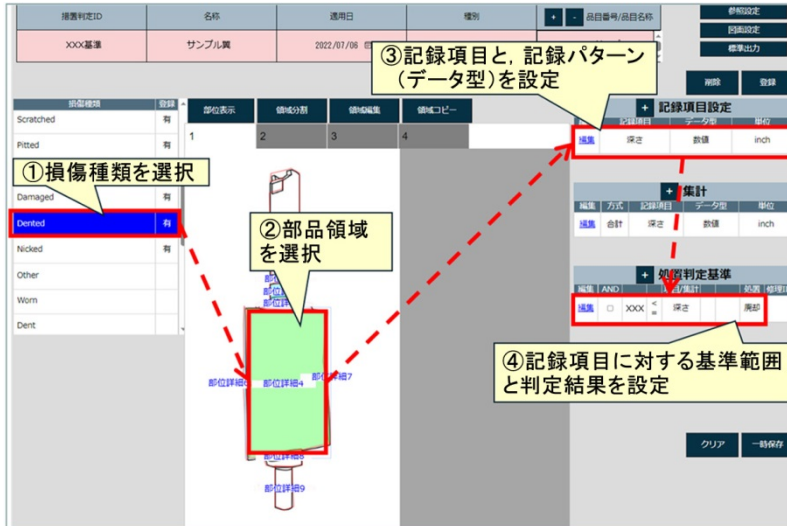 措置判定ID 名称 適用日 種別 + - 品目番号/品目名称
XXX基準 サンプル翼 2022/07/06
参照設定
図面設定
標準出力
③記録項目と，記録パターン
（データ型）を設定
削除 登録
損傷種類 登録
Scratched 有
Pitted 有
①損傷種類を選択
Damaged 有
Dented 有
Nicked 有
Other
Worn
Dent
部位表示 領域分割 領域編集 領域コピー
1 2 3 4
②部品領域
を選択
部位詳細4
部位詳細7
部位詳細8
部位詳細9
+ 記録項目設定
記録項目 データ型 単位
編集 深さ 数値 inch
+ 集計
編集 方式 記録項目 データ型 単位
編集 合計 深さ 数値 inch
+ 処置判定基準
編集 AND 処置
編集 □ XXX <= 深さ 廃却
④記録項目に対する基準範囲
と判定結果を設定
クリア 一時保存